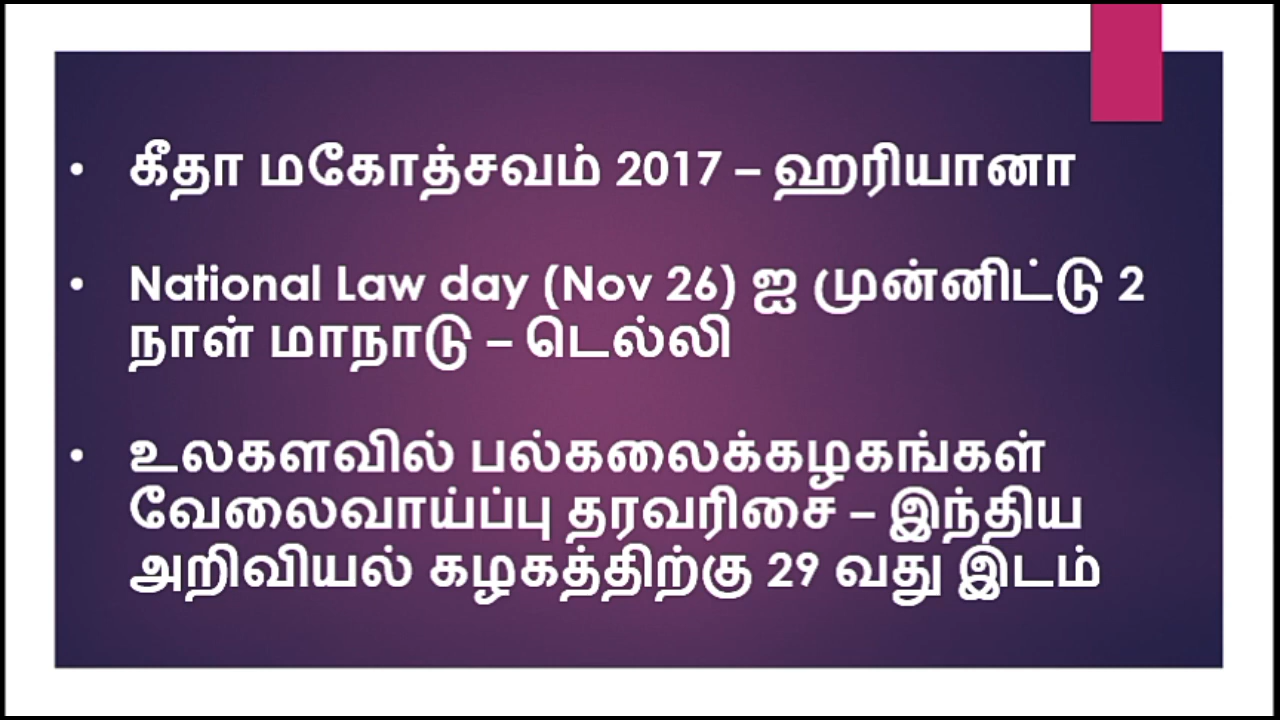 • கீதா மகோத்சவம் 2017 – ஹரியானா
• National Law day (Nov 26) ஐ முன்னிட்டு 2
நாள் மாநாடு – டெல்லி
• உலகளவில் பல்கலைக்கழகங்கள்
வேலைவாய்ப்பு தரவரிசை – இந்திய
அறிவியல் கழகத்திற்கு 29 வது இடம்